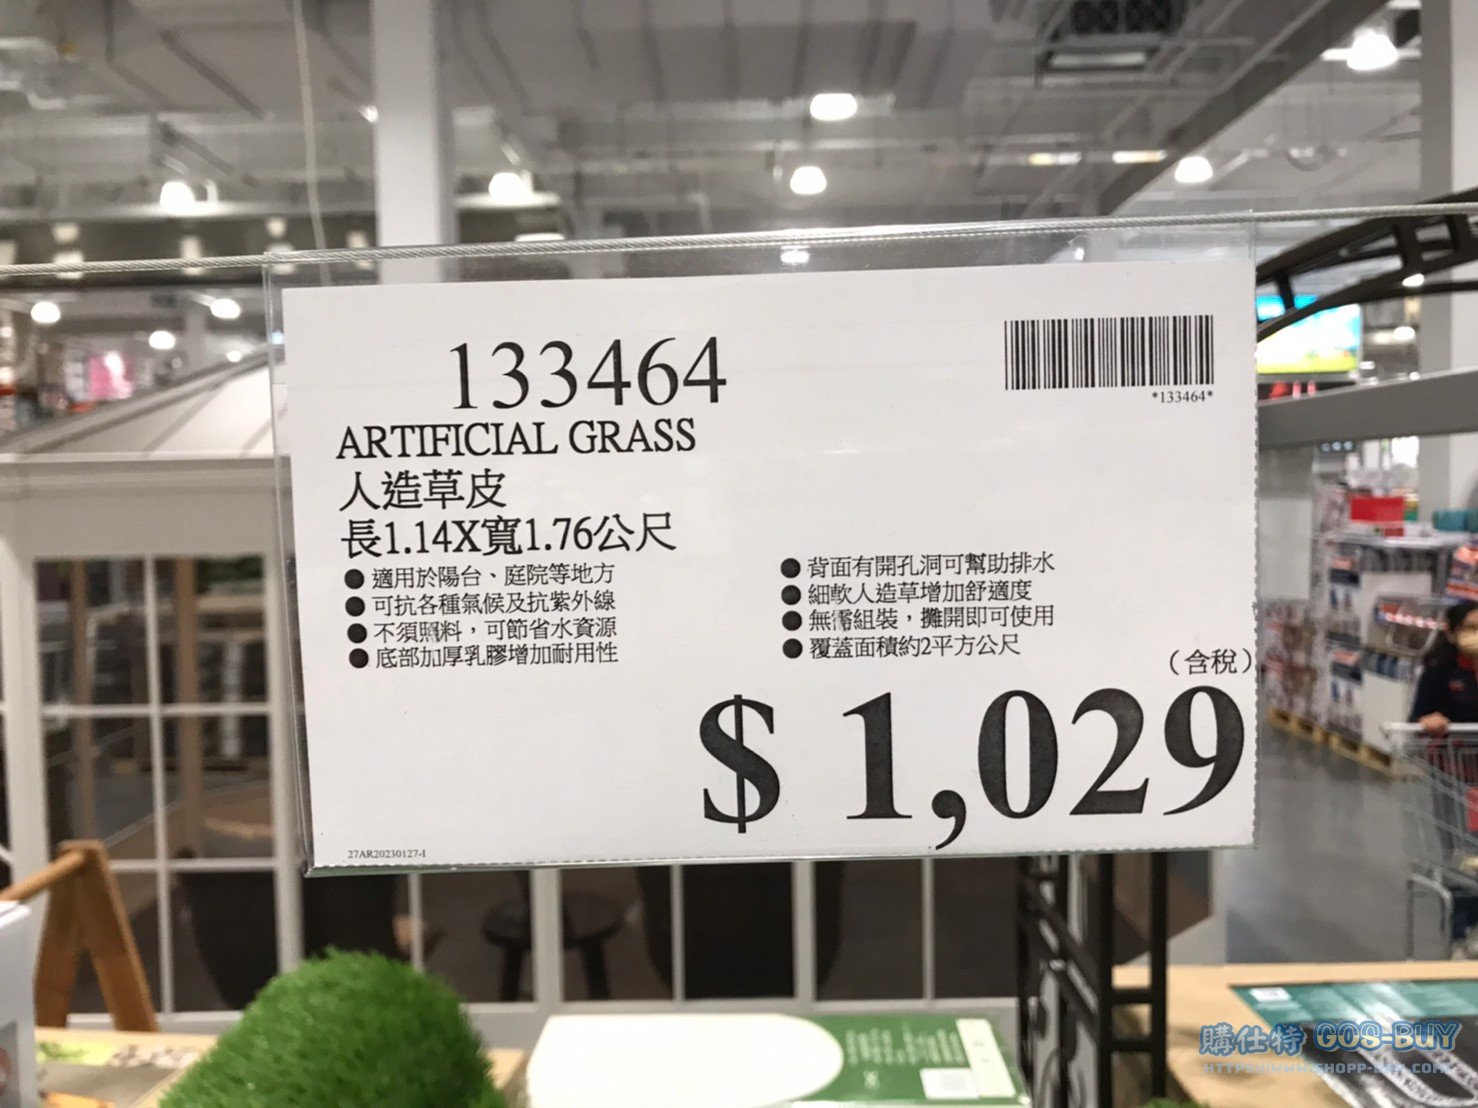 133464
*133464*
ARTIFICIAL GRASS
人造草皮
長1.14X寬1.76公尺
● 適用於陽台、庭院等地方
● 可抗各種氣候及抗紫外線
● 不須照料，可節省水資源
● 底部加厚乳膠增加耐用性
● 背面有開孔洞可幫助排水
● 細軟人造草增加舒適度
● 無需組裝，攤開即可使用
● 覆蓋面積約2平方公尺
（含稅）
$ 1,029
27AR20230127-I
購仕特 GOS-BUY